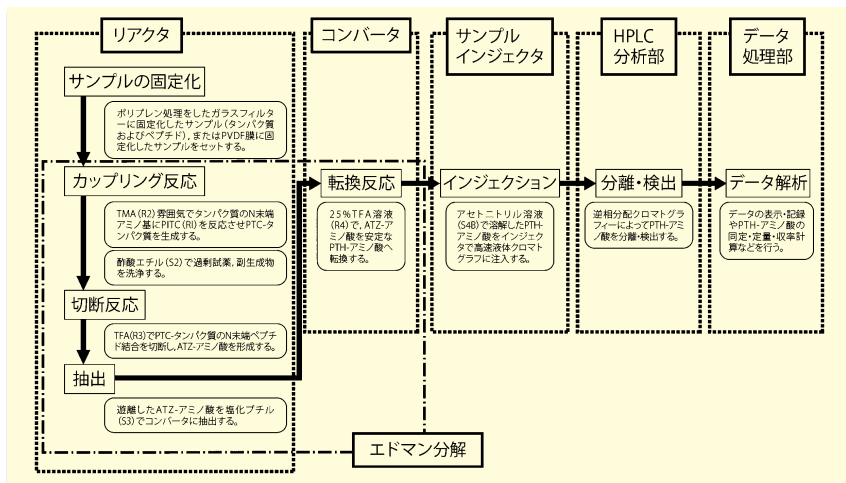 リアクタ
サンプルの固定化
ポリブレン処理をしたガラスフィルタ
ーに固定化したサンプル（タンパク質
およびペプチド），またはPVDF膜に固
定化したサンプルをセットする。
カップリング反応
TMA（R2）雰囲気でタンパク質のN末端
アミノ基にPITC（RI）を反応させPTC-タ
ンパク質を生成する。
酢酸エチル（S2）で過剰試薬，副生成物
を洗浄する。
切断反応
TFA(R3)でPTC-タンパク質のN末端ペプチ
ド結合を切断し,ATZ-アミノ酸を形成する。
抽出
遊離したATZ-アミノ酸を塩化ブチル
（S3）でコンバータに抽出する。
エドマン分解
コンバータ
転換反応
25%TFA溶液
（R4）で，ATZ-ア
ミノ酸を安定な
PTH-アミノ酸へ
転換する。
サンプル
インジェクタ
インジェクション
アセトニトリル溶液
（S4B）で溶解したPTH-
アミノ酸をインジェクタ
で高速液体クロマト
グラフに注入する。
HPLC
分析部
分離・検出
逆相分配クロマトグラ
フィーによってPTH-アミ
ノ酸を分離・検出する。
データ
処理部
データ解析
データの表示・記録
やPTH-アミノ酸の
同定・定量・収率計
算などを行う。